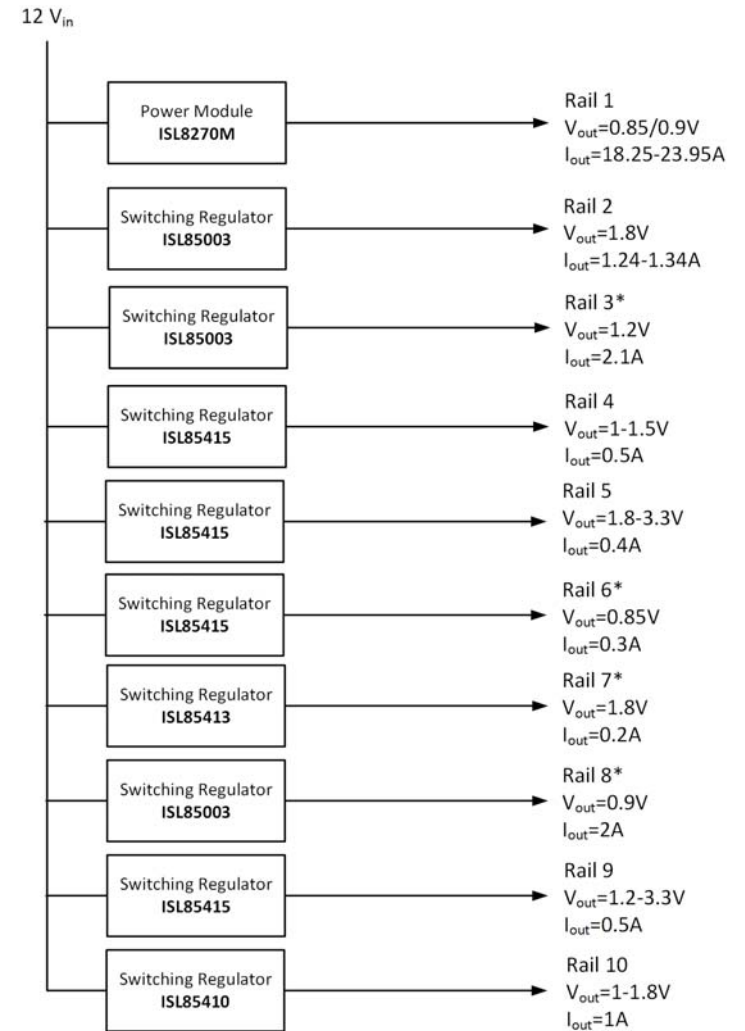 12 Vin
Power Module
ISL8270M
Rail 1
Vout=0.85/0.9V
Iout=18.25-23.95A
Switching Regulator
ISL85003
Rail 2
Vout=1.8V
Iout=1.24-1.34A
Switching Regulator
ISL85003
Rail 3*
Vout=1.2V
Iout=2.1A
Switching Regulator
ISL85415
Rail 4
Vout=1-1.5V
Iout=0.5A
Switching Regulator
ISL85415
Rail 5
Vout=1.8-3.3V
Iout=0.4A
Switching Regulator
ISL85415
Rail 6*
Vout=0.85V
Iout=0.3A
Switching Regulator
ISL85413
Rail 7*
Vout=1.8V
Iout=0.2A
Switching Regulator
ISL85003
Rail 8*
Vout=0.9V
Iout=2A
Switching Regulator
ISL85415
Rail 9
Vout=1.2-3.3V
Iout=0.5A
Switching Regulator
ISL85410
Rail 10
Vout=1-1.8V
Iout=1A